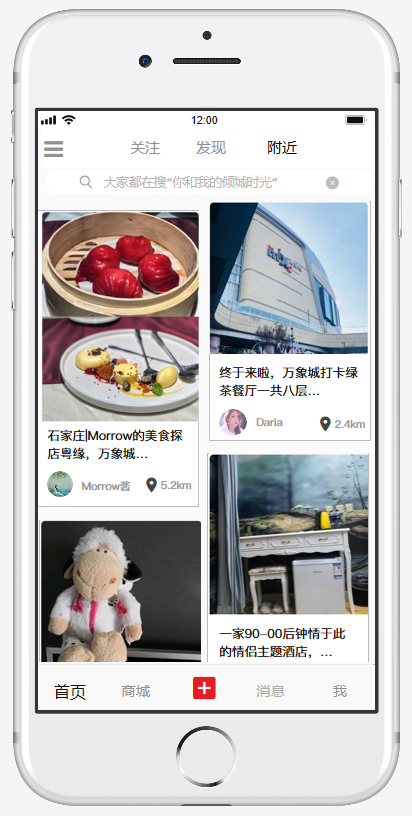 12:00
关注 发现 附近
大家都在搜“你和我的倾城时光”
石家庄|Morrow的美食探
店粤缘，万象城...
Morrow酱 5.2km
终于来啦，万象城打卡绿
茶餐厅一共八层...
Daria 2.4km
一家90-00后钟情于此
的情侣主题酒店，...
首页 商城 消息 我